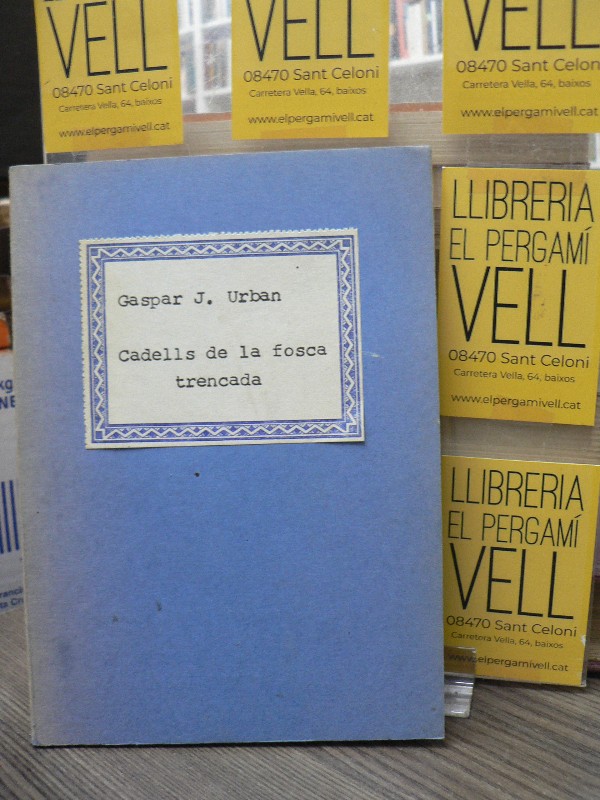 VELL
08470 Sant Celoni
Carretera Vella, 64, baixos
www.elpergamivell.cat
VELL
08470 Sant Celoni
Carretera Vella, 64, baixos
www.elpergamivell.cat
VELL
08470 Sant Celoni
Carretera Vella, 64, baixos
www.elpergamivell.cat
Gaspar J. Urban
Cadells de la fosca
trencada
LLIBRERIA
EL PERGAMÍ
VELL
08470 Sant Celoni
Carretera Vella, 64, baixos
www.elpergamivell.cat
LLIBRERIA
EL PERGAMÍ
VELL
08470 Sant Celoni
Carretera Vella, 64, baixos
www.elpergamivell.cat
kg
NE